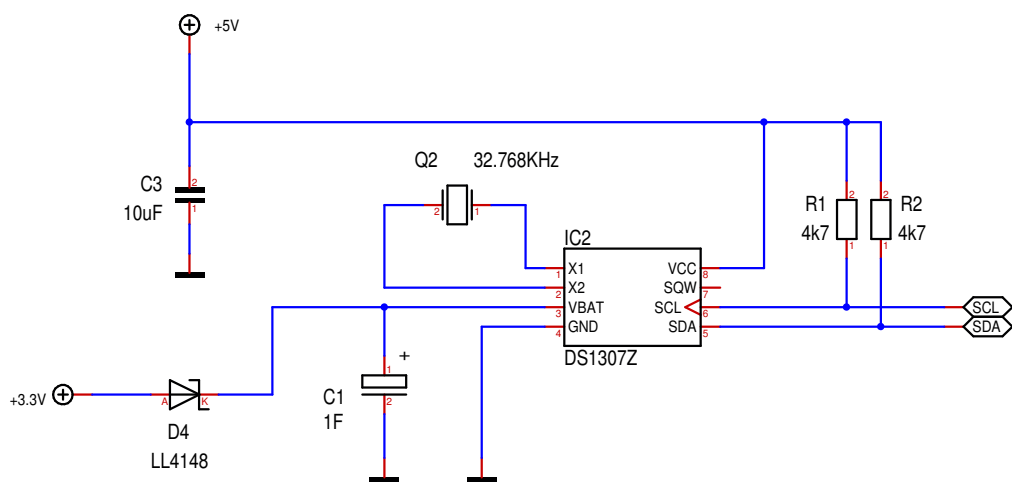 +5V
Q2 32.768KHz
C3
10uF
2
1
2
1
R1
4k7
2
1
R2
4k7
2
1
IC2
X1
X2
VBAT
GND
VCC
SQW
SCL
SDA
1
2
3
4
8
7
6
5
DS1307Z
SCL
SDA
+3.3V
A
K
D4
LL4148
+
1
2
C1
1F